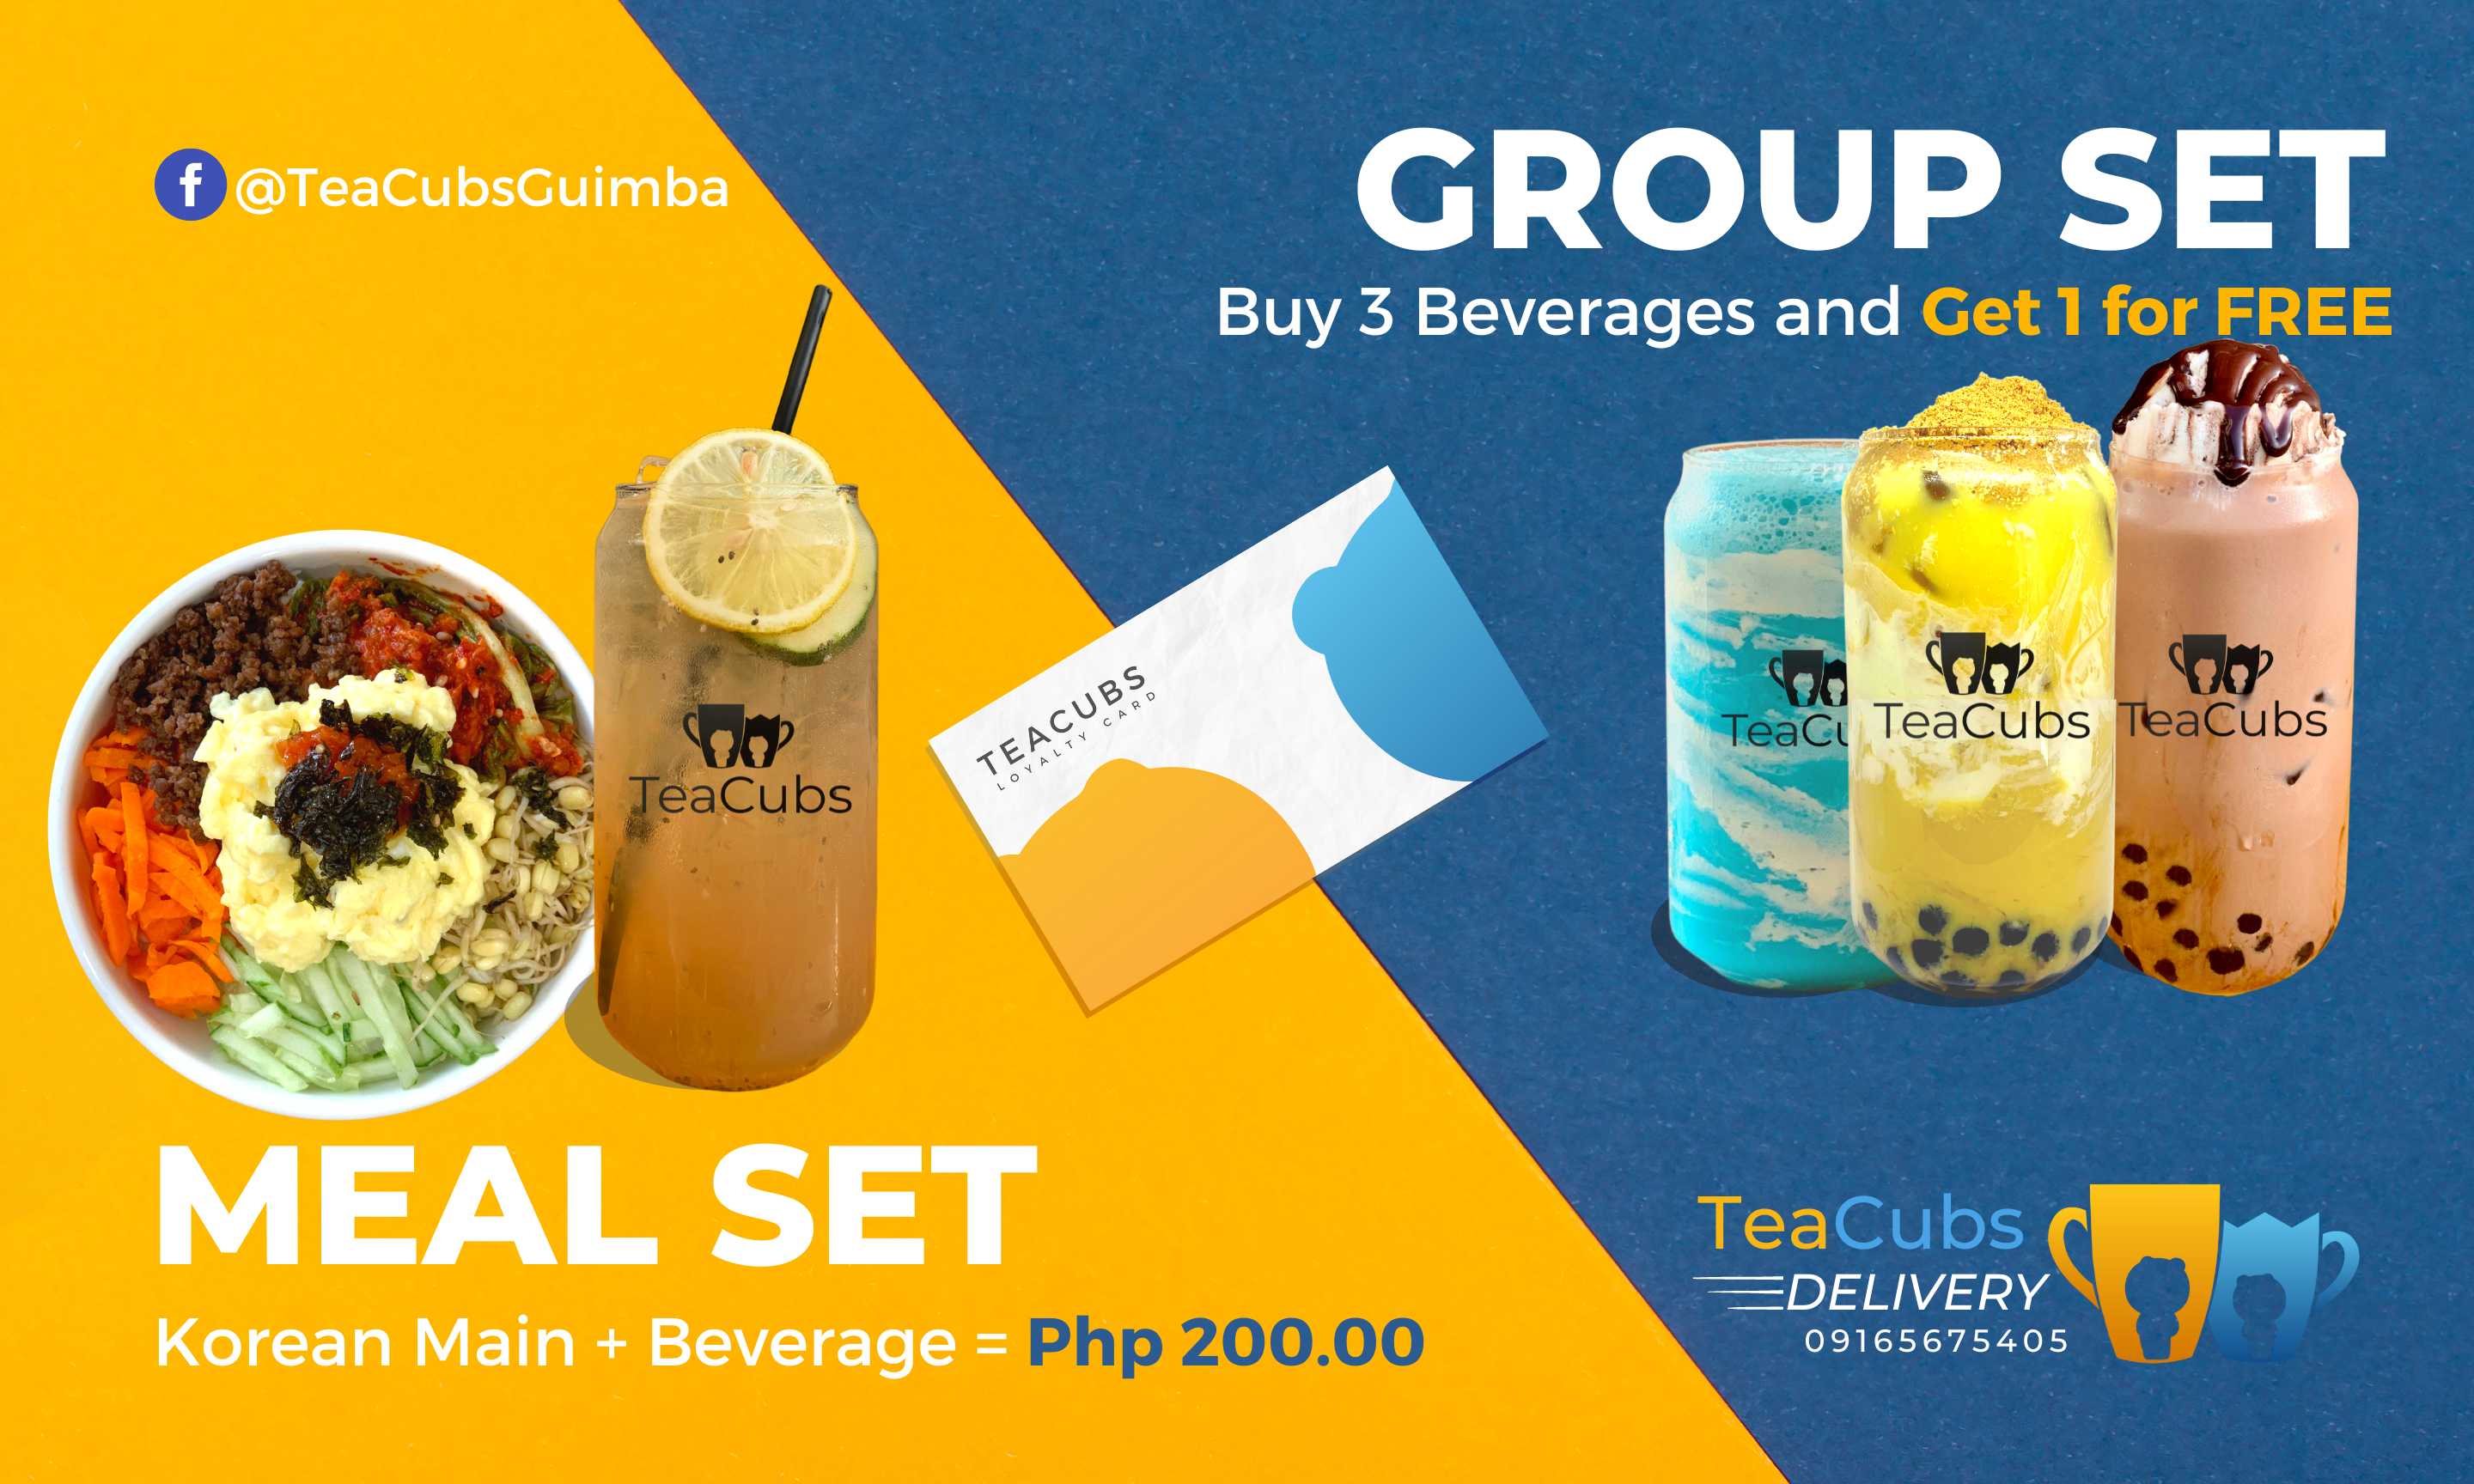 f @TeaCubsGuimba
GROUP SET
Buy 3 Beverages and Get 1 for FREE
TeaCubs
TEACUBS
LOYALTY CARD
TeaCu
TeaCubs
TeaCubs
MEAL SET
Korean Main + Beverage = Php 200.00
TeaCubs
DELIVERY
09165675405